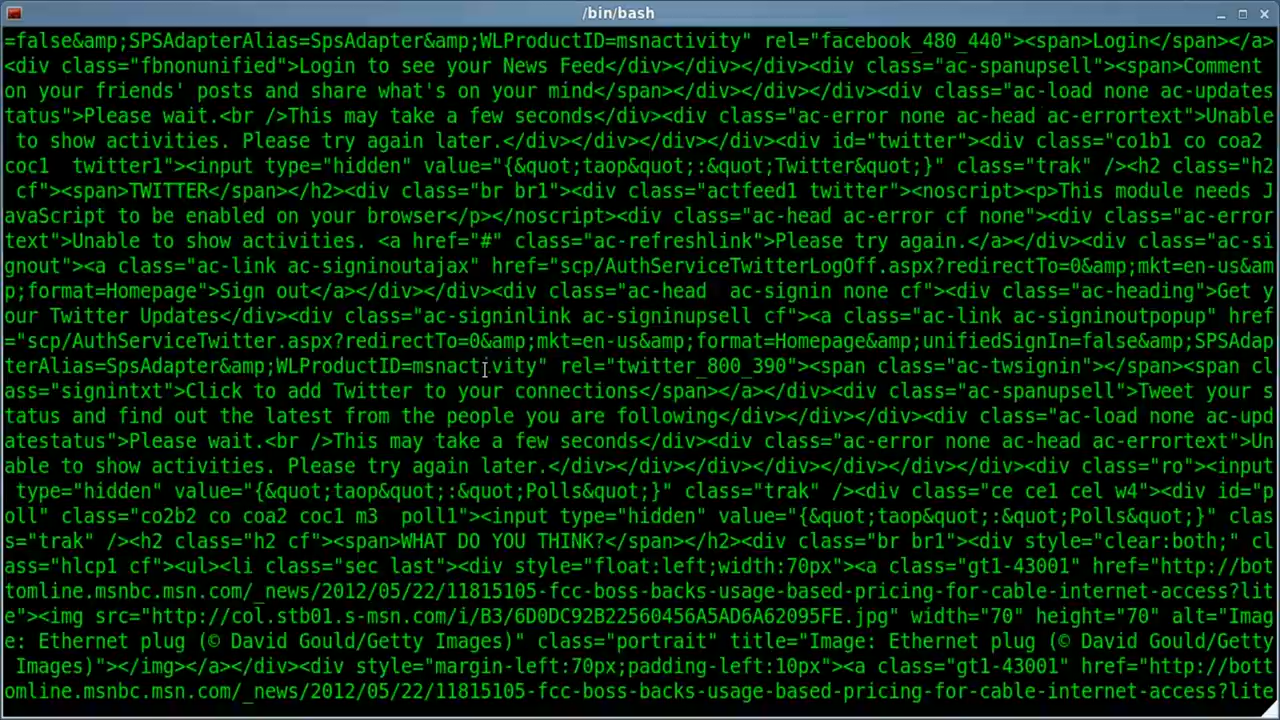 /bin/bash
=false&amp;SPSAdapterAlias=SpsAdapter&amp;WLProductID=msnactivity" rel="facebook_480_440"><span>Login</span></a>
<div class="fbnonunified">Login to see your News Feed</div></div></div><div class="ac-spanupsell"><span>Comment
on your friends' posts and share what's on your mind</span></div></div></div><div class="ac-load none ac-updates
tatus">Please wait.<br />This may take a few seconds</div><div class="ac-error none ac-head ac-errortext">Unable
 to show activities. Please try again later.</div></div></div></div><div id="twitter"><div class="co1b1 co coa2
coc1  twitter1"><input type="hidden" value="{&quot;taop&quot;:&quot;Twitter&quot;}" class="trak" /><h2 class="h2
 cf"><span>TWITTER</span></h2><div class="br br1"><div class="actfeed1 twitter"><noscript><p>This module needs J
avaScript to be enabled on your browser</p></noscript><div class="ac-head ac-error cf none"><div class="ac-error
text">Unable to show activities. <a href="#" class="ac-refreshlink">Please try again.</a></div><div class="ac-si
gnout"><a class="ac-link ac-signinoutajax" href="scp/AuthServiceTwitterLogOff.aspx?redirectTo=0&amp;mkt=en-us&am
p;format=Homepage">Sign out</a></div></div><div class="ac-head  ac-signin none cf"><div class="ac-heading">Get y
our Twitter Updates</div><div class="ac-signinlink ac-signinupsell cf"><a class="ac-link ac-signinoutpopup" href
="scp/AuthServiceTwitter.aspx?redirectTo=0&amp;mkt=en-us&amp;format=Homepage&amp;unifiedSignIn=false&amp;SPSAdap
terAlias=SpsAdapter&amp;WLProductID=msnactivity" rel="twitter_800_390"><span class="ac-twsignin"></span><span cl
ass="signintxt">Click to add Twitter to your connections</span></a></div><div class="ac-spanupsell">Tweet your s
tatus and find out the latest from the people you are following</div></div><div class="ac-load none ac-upd
atestatus">Please wait.<br />This may take a few seconds</div><div class="ac-error none ac-head ac-errortext">Un
able to show activities. Please try again later.</div></div></div></div></div></div><div class="ro"><input
 type="hidden" value="{&quot;taop&quot;:&quot;Polls&quot;}" class="trak" /><div class="ce ce1 cel w4"><div id="p
oll" class="co2b2 co coa2 coc1 m3  poll1"><input type="hidden" value="{&quot;taop&quot;:&quot;Polls&quot;}" clas
s="trak" /><h2 class="h2 cf"><span>WHAT DO YOU THINK?</span></h2><div class="br br1"><div style="clear:both;" cl
ass="hlcp1 cf"><ul><li class="sec last"><div style="float:left;width:70px"><a class="gt1-43001" href="http://bot
tomline.msnbc.msn.com/_news/2012/05/22/11815105-fcc-boss-backs-usage-based-pricing-for-cable-internet-access?lit
e"><img src="http://col.stb01.s-msn.com/i/B3/6D0DC92B22560456A5AD6A62095FE.jpg" width="70" height="70" alt="Imag
e: Ethernet plug (© David Gould/Getty Images)" class="portrait" title="Image: Ethernet plug (© David Gould/Getty
 Images)"></img></a></div><div style="margin-left:70px;padding-left:10px"><a class="gt1-43001" href="http://bott
omline.msnbc.msn.com/_news/2012/05/22/11815105-fcc-boss-backs-usage-based-pricing-for-cable-internet-access?lite